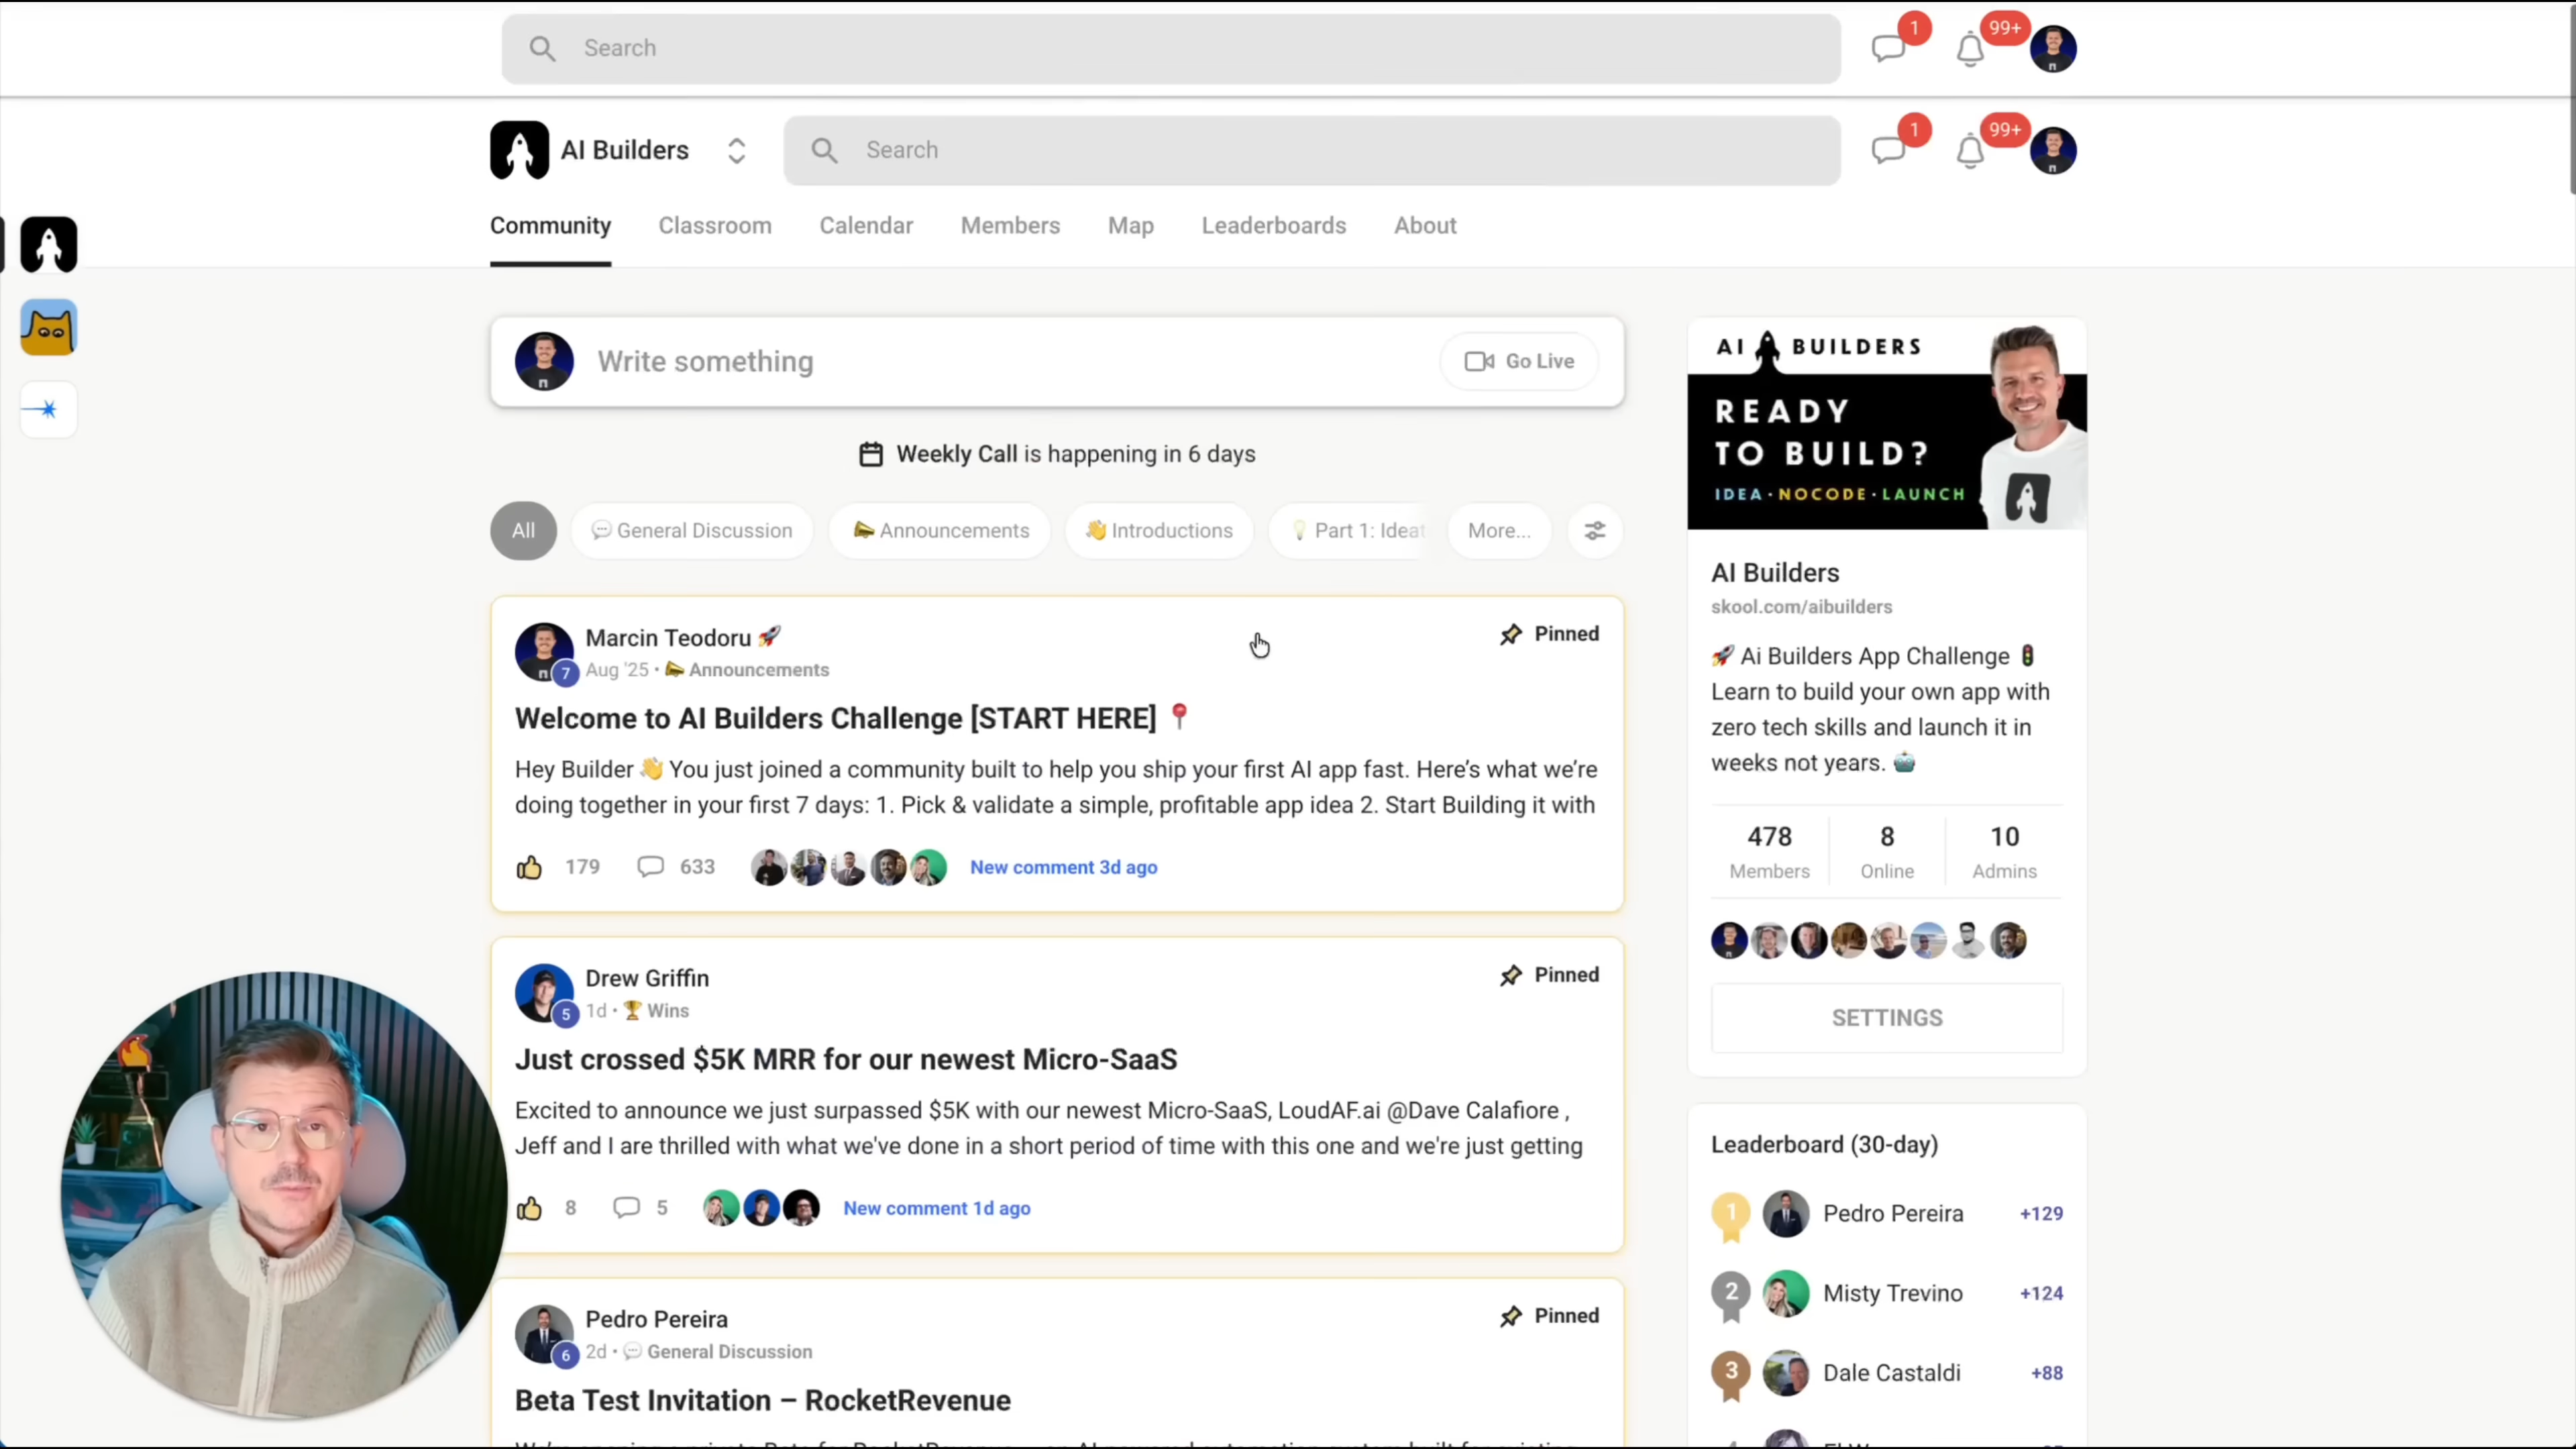 Search
1
99+
AI Builders
Search
1
99+
Community
Classroom
Calendar
Members
Map
Leaderboards
About
Write something
Go Live
Weekly Call is happening in 6 days
All
💬 General Discussion
📣 Announcements
👋 Introductions
💡 Part 1: Ideat
More...
Marcin Teodoru 🚀
Pinned
7
Aug '25 • 📣 Announcements
Welcome to AI Builders Challenge [START HERE] 📍
Hey Builder 👋 You just joined a community built to help you ship your first AI app fast. Here's what we're
doing together in your first 7 days: 1. Pick & validate a simple, profitable app idea 2. Start Building it with
179
633
New comment 3d ago
Drew Griffin
Pinned
5
1d • 🏆 Wins
Just crossed $5K MRR for our newest Micro-SaaS
Excited to announce we just surpassed $5K with our newest Micro-SaaS, LoudAF.ai @Dave Calafiore ,
Jeff and I are thrilled with what we've done in a short period of time with this one and we're just getting
8
5
New comment 1d ago
Pedro Pereira
Pinned
6
2d • 💬 General Discussion
Beta Test Invitation – RocketRevenue
AI BUILDERS
READY
TO BUILD?
IDEA · NOCODE · LAUNCH
AI Builders
skool.com/aibuilders
🚀 Ai Builders App Challenge 🚦
Learn to build your own app with
zero tech skills and launch it in
weeks not years. 🤖
478
Members
8
Online
10
Admins
SETTINGS
Leaderboard (30-day)
1
Pedro Pereira
+129
2
Misty Trevino
+124
3
Dale Castaldi
+88